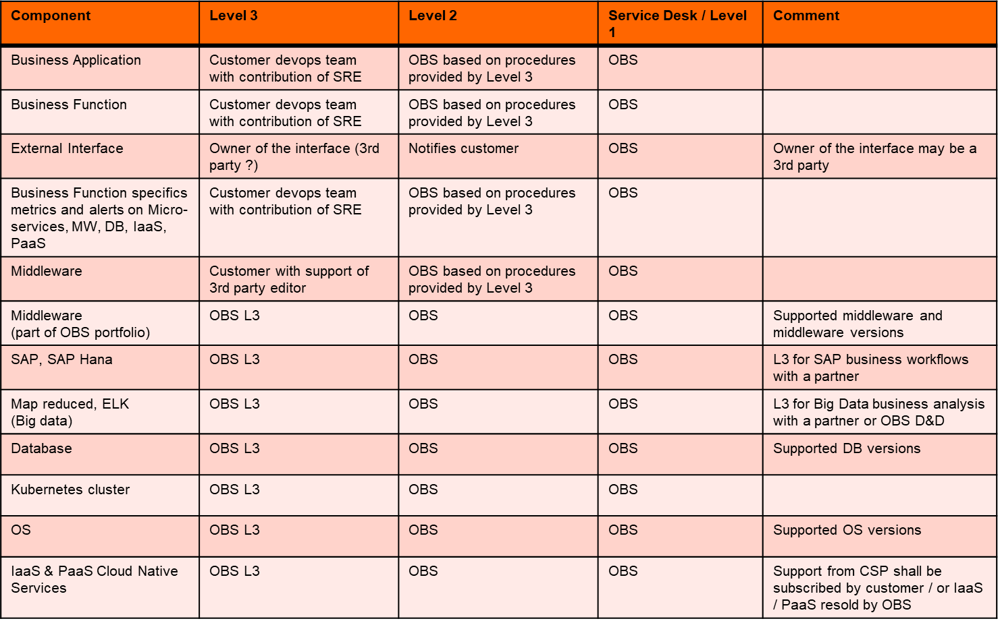 Component
Level 3
Level 2
Service Desk / Level
1
Comment
Business Application
Customer devops team
with contribution of SRE
OBS based on procedures
provided by Level 3
OBS
Business Function
Customer devops team
with contribution of SRE
OBS based on procedures
provided by Level 3
OBS
External Interface
Owner of the interface (3rd
party ?)
Notifies customer
OBS
Owner of the interface may be a
3rd party
Business Function specifics
metrics and alerts on Micro-
services, MW, DB, IaaS,
PaaS
Customer devops team
with contribution of SRE
OBS based on procedures
provided by Level 3
OBS
Middleware
Customer with support of
3rd party editor
OBS based on procedures
provided by Level 3
OBS
Middleware
(part of OBS portfolio)
OBS L3
OBS
OBS
Supported middleware and
middleware versions
SAP, SAP Hana
OBS L3
OBS
OBS
L3 for SAP business workflows
with a partner
Map reduced, ELK
(Big data)
OBS L3
OBS
OBS
L3 for Big Data business analysis
with a partner or OBS D&D
Database
OBS L3
OBS
OBS
Supported DB versions
Kubernetes cluster
OBS L3
OBS
OBS
OS
OBS L3
OBS
OBS
Supported OS versions
IaaS & PaaS Cloud Native
Services
OBS L3
OBS
OBS
Support from CSP shall be
subscribed by customer / or IaaS
/ PaaS resold by OBS